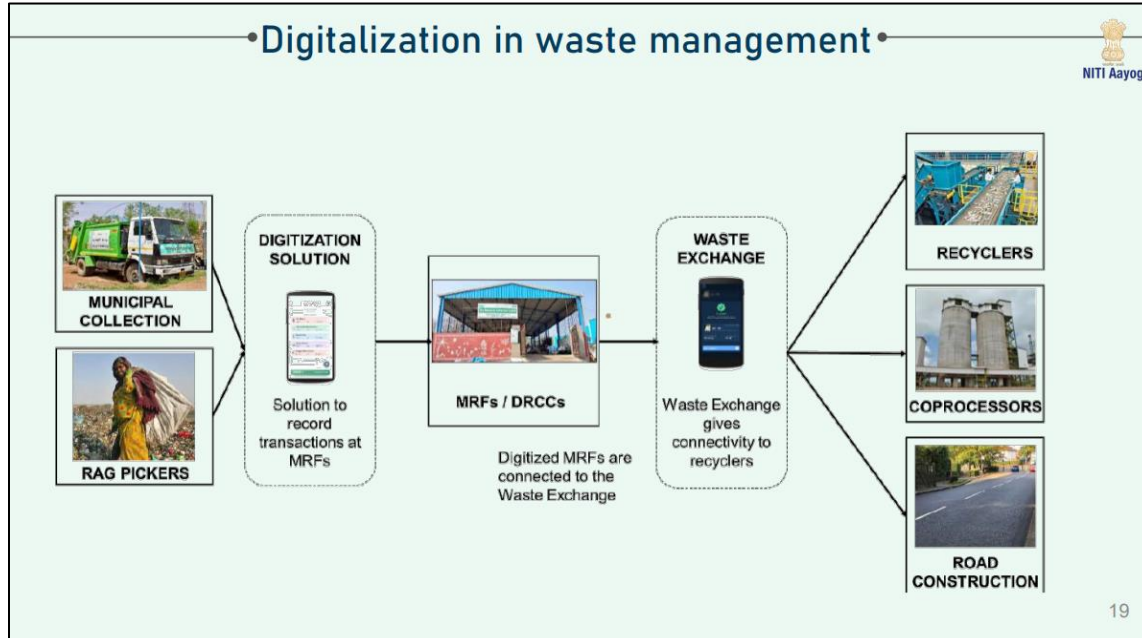 Digitalization in waste management
NITI Aayog
MUNICIPAL
COLLECTION
RAG PICKERS
DIGITIZATION
SOLUTION
Solution to
record
transactions at
MRFs
MRFs / DRCCs
Digitized MRFs are
connected to the
Waste Exchange
WASTE
EXCHANGE
Waste Exchange
gives
connectivity to
recyclers
RECYCLERS
COPROCESSORS
ROAD
CONSTRUCTION
19